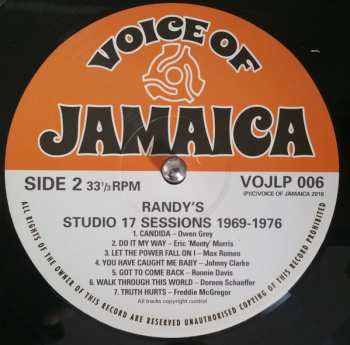 VOICE OF
JAMAICA
SIDE 2 33⅓ RPM
VOJLP 006
(P)(C)VOICE OF JAMAICA 2016
RANDY'S
STUDIO 17 SESSIONS 1969-1976
1. CANDIDA – Owen Grey
2. DO IT MY WAY – Eric 'Monty' Morris
3. LET THE POWER FALL ON I – Max Romeo
4. YOU HAVE CAUGHT ME BABY – Johnny Clarke
5. GOT TO COME BACK – Ronnie Davis
6. WALK THROUGH THIS WORLD – Doreen Schaeffer
7. TRUTH HURTS – Freddie McGregor
All tracks copyright control
ALL RIGHTS OF THE OWNER OF THIS RECORD ARE RESERVED UNAUTHORISED COPYING OF THIS RECORD PROHIBITED